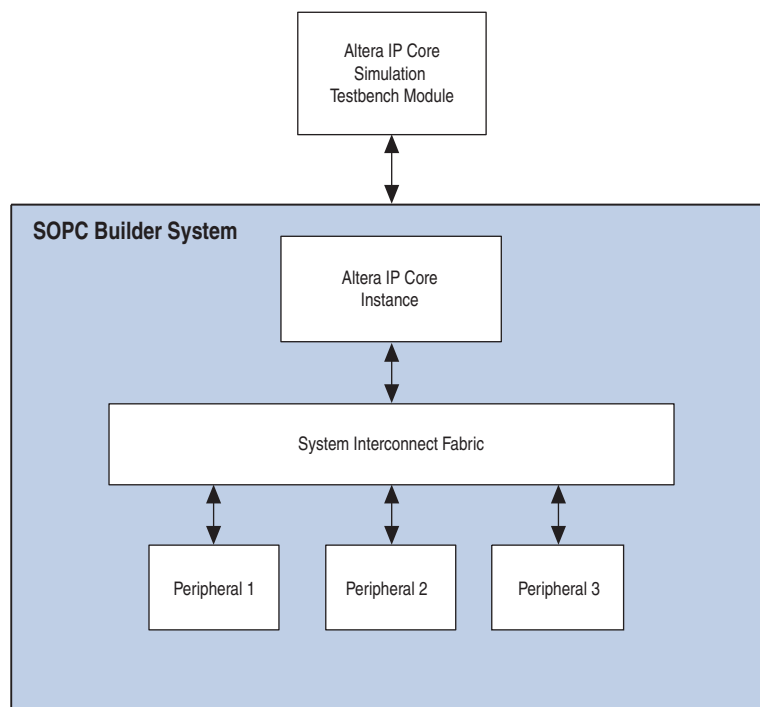 Altera IP Core
Simulation
Testbench Module
SOPC Builder System
Altera IP Core
Instance
System Interconnect Fabric
Peripheral 1
Peripheral 2
Peripheral 3